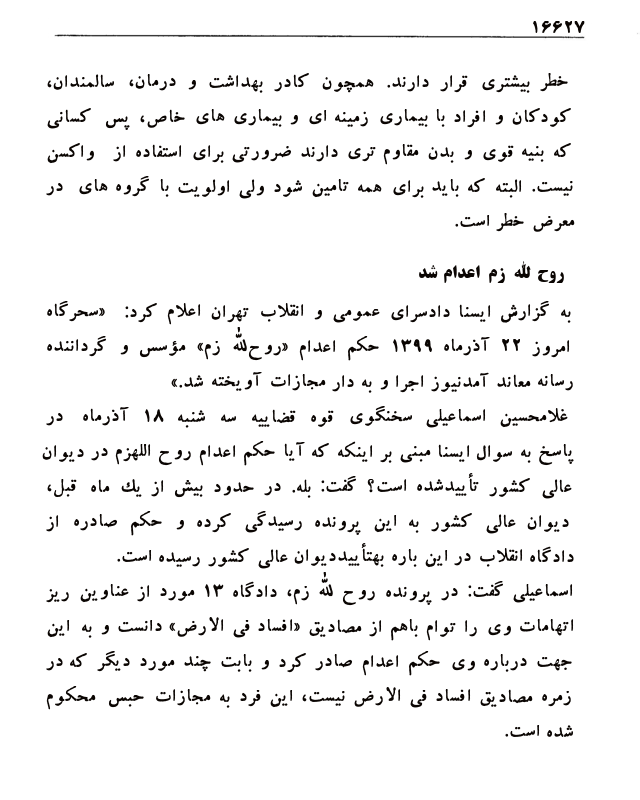 ۱۶۶۲۷
خطر بیشتری قرار دارند. همچون کادر بهداشت و درمان، سالمندان،
کودکان و افراد با بیماری زمینه ای و بیماری های خاص، پس کسانی
که بنیه قوی و بدن مقاوم تری دارند ضرورتی برای استفاده از واکسن
نیست. البته که باید برای همه تامین شود ولی اولویت با گروه های در
معرض خطر است.
روح لله زم اعدام شد
به گزارش ایسنا دادسرای عمومی و انقلاب تهران اعلام کرد: «سحرگاه
امروز ۲۲ آذرماه ۱۳۹۹ حکم اعدام «روح‌لله زم» مؤسس و گرداننده
رسانه معاند آمدنیوز اجرا و به دار مجازات آویخته شد.»
غلامحسین اسماعیلی سخنگوی قوه قضاییه سه شنبه ۱۸ آذرماه در
پاسخ به سوال ایسنا مبنی بر اینکه که آیا حکم اعدام روح اللهزم در دیوان
عالی کشور تأییدشده است؟ گفت: بله. در حدود بیش از یك ماه قبل،
دیوان عالی کشور به این پرونده رسیدگی کرده و حکم صادره از
دادگاه انقلاب در این باره بهتأییددیوان عالی کشور رسیده است.
اسماعیلی گفت: در پرونده روح لله زم، دادگاه ۱۳ مورد از عناوین ریز
اتهامات وی را توام باهم از مصادیق «افساد فی الارض» دانست و به این
جهت درباره وی حکم اعدام صادر کرد و بابت چند مورد دیگر که در
زمره مصادیق افساد فی الارض نیست، این فرد به مجازات حبس محکوم
شده است.